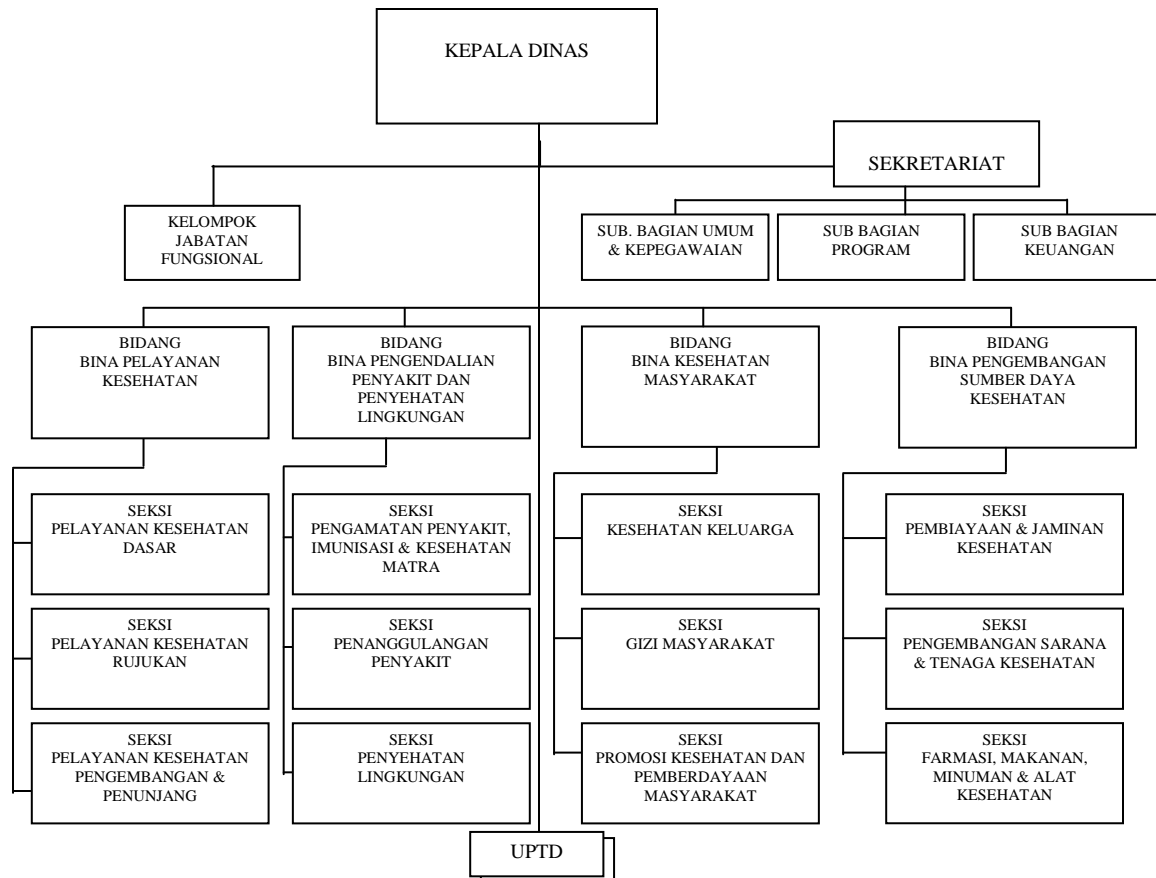 KEPALA DINAS
SEKRETARIAT
KELOMPOK
JABATAN
FUNGSIONAL
SUB. BAGIAN UMUM
& KEPEGAWAIAN
SUB BAGIAN
PROGRAM
SUB BAGIAN
KEUANGAN
BIDANG
BINA PELAYANAN
KESEHATAN
BIDANG
BINA PENGENDALIAN
PENYAKIT DAN
PENYEHATAN
LINGKUNGAN
BIDANG
BINA KESEHATAN
MASYARAKAT
BIDANG
BINA PENGEMBANGAN
SUMBER DAYA
KESEHATAN
SEKSI
PELAYANAN KESEHATAN
DASAR
SEKSI
PENGAMATAN PENYAKIT,
IMUNISASI & KESEHATAN
MATRA
SEKSI
KESEHATAN KELUARGA
SEKSI
PEMBIAYAAN & JAMINAN
KESEHATAN
SEKSI
PELAYANAN KESEHATAN
RUJUKAN
SEKSI
PENANGGULANGAN
PENYAKIT
SEKSI
GIZI MASYARAKAT
SEKSI
PENGEMBANGAN SARANA
& TENAGA KESEHATAN
SEKSI
PELAYANAN KESEHATAN
PENGEMBANGAN &
PENUNJANG
SEKSI
PENYEHATAN
LINGKUNGAN
SEKSI
PROMOSI KESEHATAN DAN
PEMBERDAYAAN
MASYARAKAT
SEKSI
FARMASI, MAKANAN,
MINUMAN & ALAT
KESEHATAN
UPTD